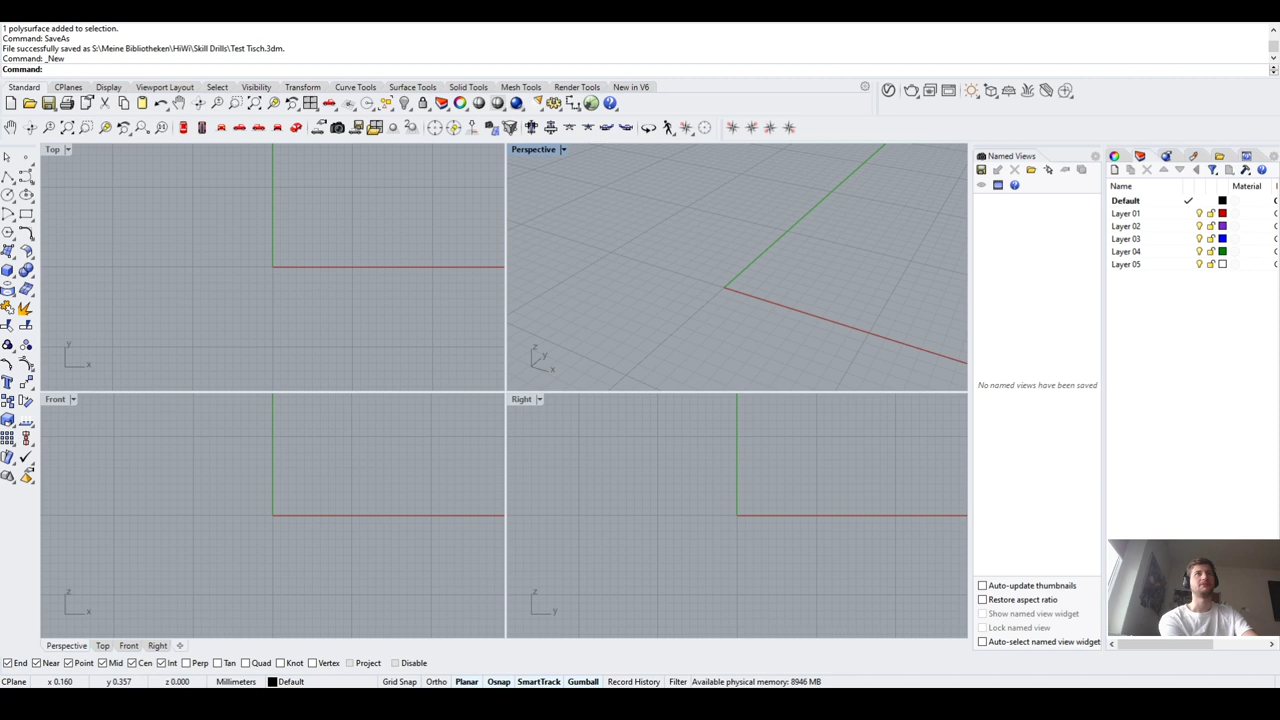 1 polysurface added to selection.
Command: SaveAs
File successfully saved as S:\Meine Bibliotheken\HiWi\Skill Drills\Test Tisch.3dm.
Command: _New
Command:
Standard CPlanes Display Viewport Layout Select Visibility Transform Curve Tools Surface Tools Solid Tools Mesh Tools Render Tools New in V6
Top
Perspective
Named Views
Name Material
Default
Layer 01
Layer 02
Layer 03
Layer 04
Layer 05
y
x
z
y
x
No named views have been saved
Front
Right
z
x
z
y
Auto-update thumbnails
Restore aspect ratio
Show named view widget
Lock named view
Auto-select named view widget
Perspective Top Front Right
End Near Point Mid Cen Int Perp Tan Quad Knot Vertex Project Disable
CPlane x 0.160 y 0.357 z 0.000 Millimeters Default Grid Snap Ortho Planar Osnap SmartTrack Gumball Record History Filter Available physical memory: 8946 MB